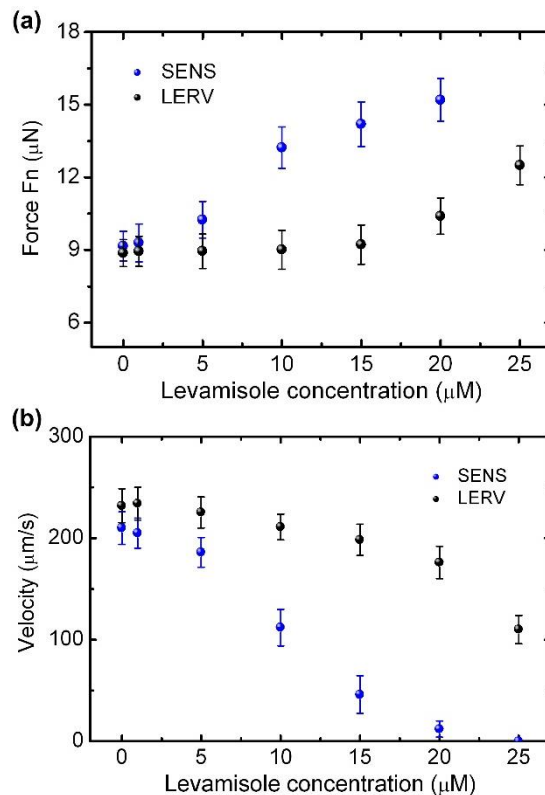 (a)
18
15
12
9
6
Force Fn (μN)
SENS
LERV
0 5 10 15 20 25
Levamisole concentration (μM)
(b)
300
200
100
0
Velocity (μm/s)
SENS
LERV
0 5 10 15 20 25
Levamisole concentration (μM)